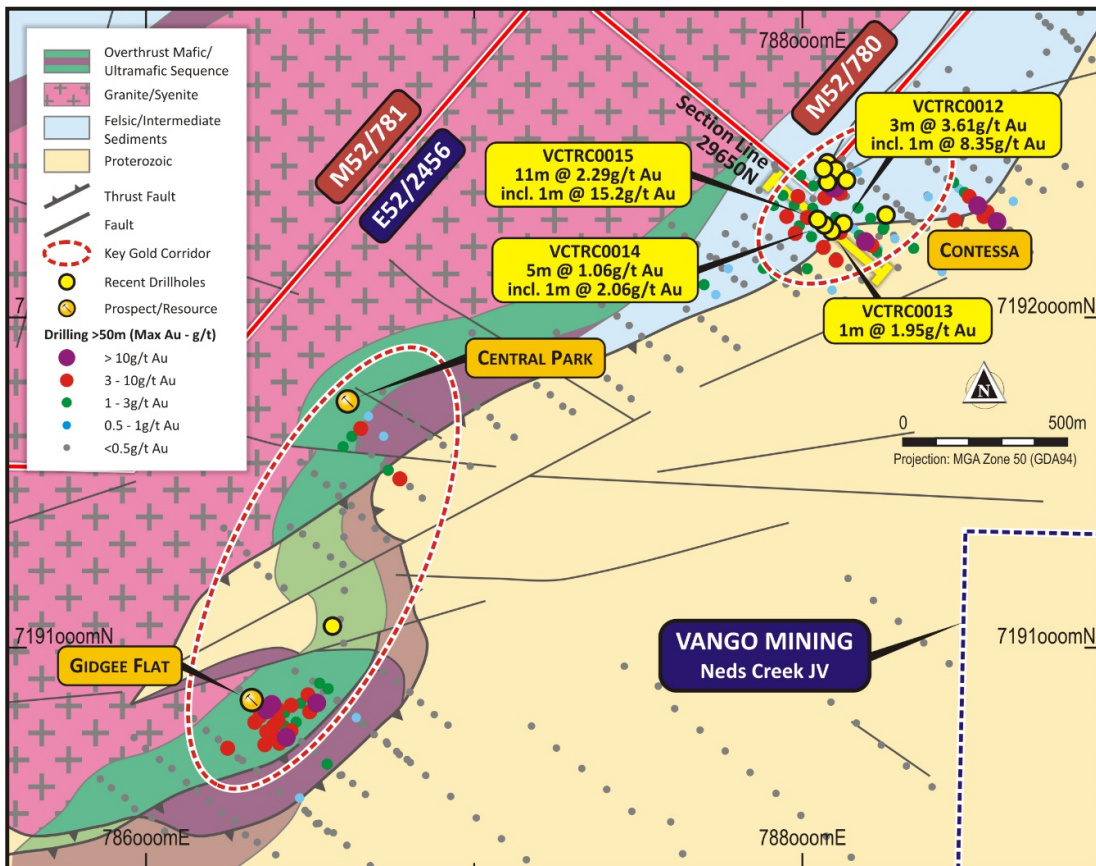 Overthrust Mafic/
Ultramafic Sequence
Granite/Syenite
Felsic/Intermediate
Sediments
Proterozoic
Thrust Fault
Fault
Key Gold Corridor
Recent Drillholes
Prospect/Resource
Drilling >50m (Max Au - g/t)
> 10g/t Au
3 - 10g/t Au
1 - 3g/t Au
0.5 - 1g/t Au
<0.5g/t Au
788000mE
M52/781
E52/2456
M52/780
Section Line
29650N
VCTRC0012
3m @ 3.61g/t Au
incl. 1m @ 8.35g/t Au
VCTRC0015
11m @ 2.29g/t Au
incl. 1m @ 15.2g/t Au
VCTRC0014
5m @ 1.06g/t Au
incl. 1m @ 2.06g/t Au
CONTESSA
VCTRC0013
1m @ 1.95g/t Au
7192000mN
CENTRAL PARK
N
0 500m
Projection: MGA Zone 50 (GDA94)
7191000mN
7191000mN
VANGO MINING
Neds Creek JV
GIDGEE FLAT
786000mE
788000mE